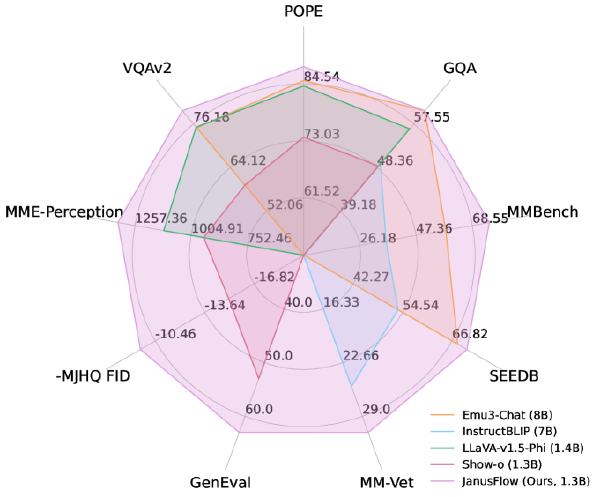 POPE
VQAv2
GQA
84.54
76.18
57.55
73.03
64.12
48.36
61.52
52.06
39.18
MME-Perception
1257.36
1004.91
752.46
26.18
47.36
68.55
MMBench
-16.82
42.27
-13.64
40.0
16.33
54.54
-10.46
50.0
22.66
66.82
-MJHQ FID
SEEDB
60.0
29.0
GenEval
MM-Vet
Emu3-Chat (8B)
InstructBLIP (7B)
LLaVA-v1.5-Phi (1.4B)
Show-o (1.3B)
JanusFlow (Ours, 1.3B)